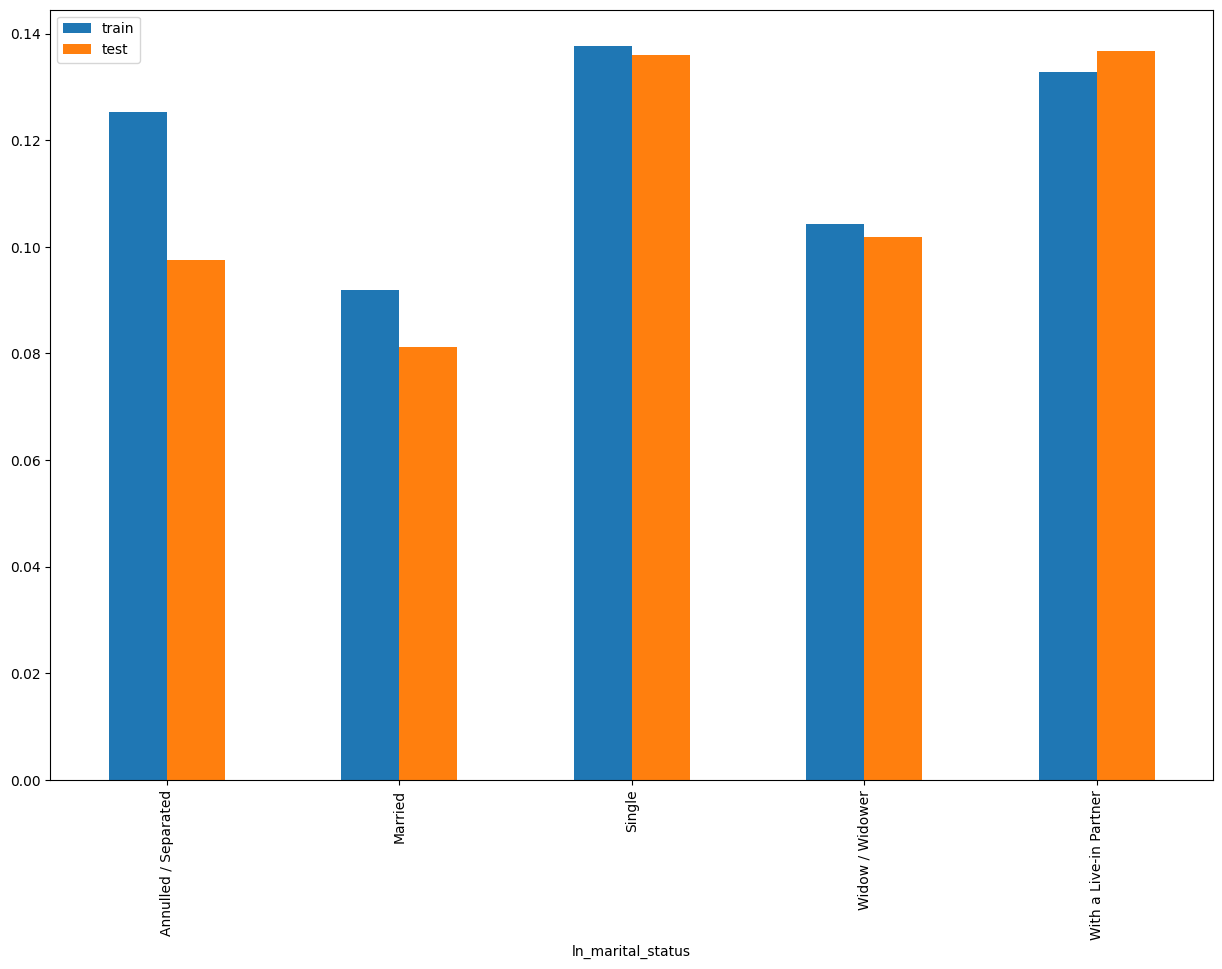 train
test
0.14
0.12
0.10
0.08
0.06
0.04
0.02
0.00
Annulled / Separated
Married
Single
Widow / Widower
With a Live-in Partner
ln_marital_status